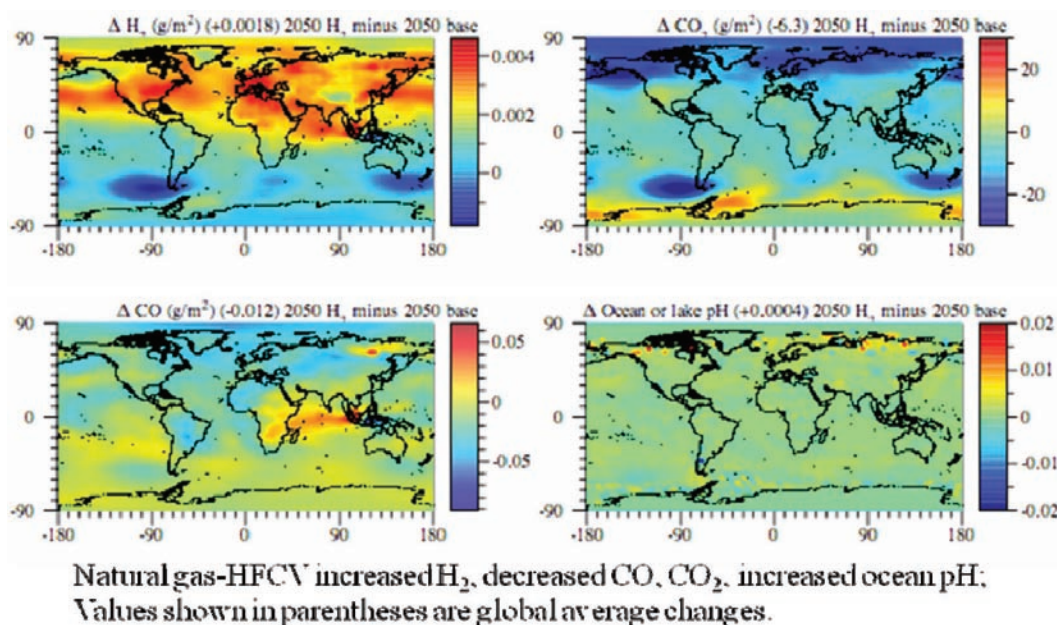 Δ H₂ (g/m²) (+0.0018) 2050 H₂ minus 2050 base
90
0
-90
-180 -90 0 90 180
0.004
0.002
0
Δ CO₂ (g/m²) (-6.3) 2050 H₂ minus 2050 base
90
0
-90
-180 -90 0 90 180
20
10
0
-10
-20
Δ CO (g/m²) (-0.012) 2050 H₂ minus 2050 base
90
0
-90
-180 -90 0 90 180
0.05
0
-0.05
Δ Ocean or lake pH (+0.0004) 2050 H₂ minus 2050 base
90
0
-90
-180 -90 0 90 180
0.02
0.01
0
-0.01
-0.02
Natural gas-HFCV increased H₂, decreased CO, CO₂, increased ocean pH;
Values shown in parentheses are global average changes.